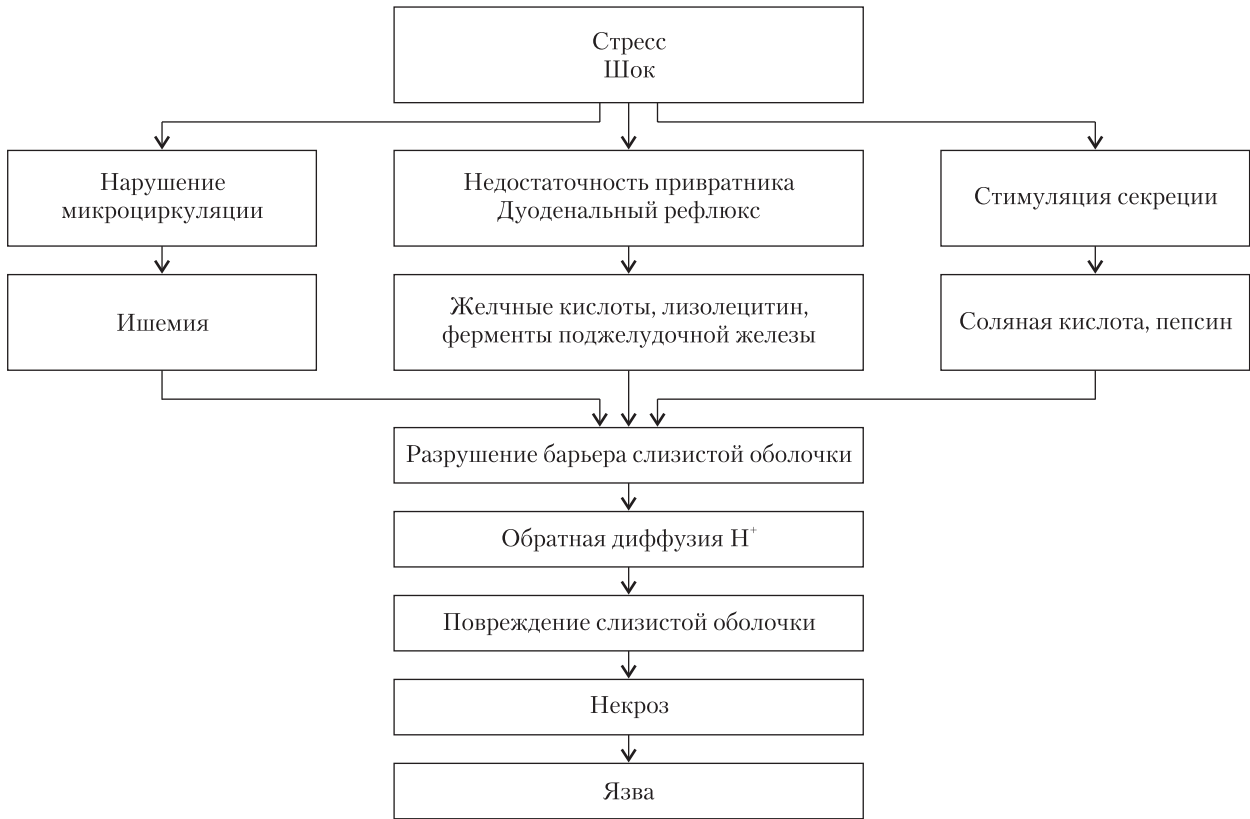 Стресс
Шок
Нарушение
микроциркуляции
Недостаточность привратника
Дуоденальный рефлюкс
Стимуляция секреции
Ишемия
Желчные кислоты, лизолецитин,
ферменты поджелудочной железы
Соляная кислота, пепсин
Разрушение барьера слизистой оболочки
Обратная диффузия H⁺
Повреждение слизистой оболочки
Некроз
Язва